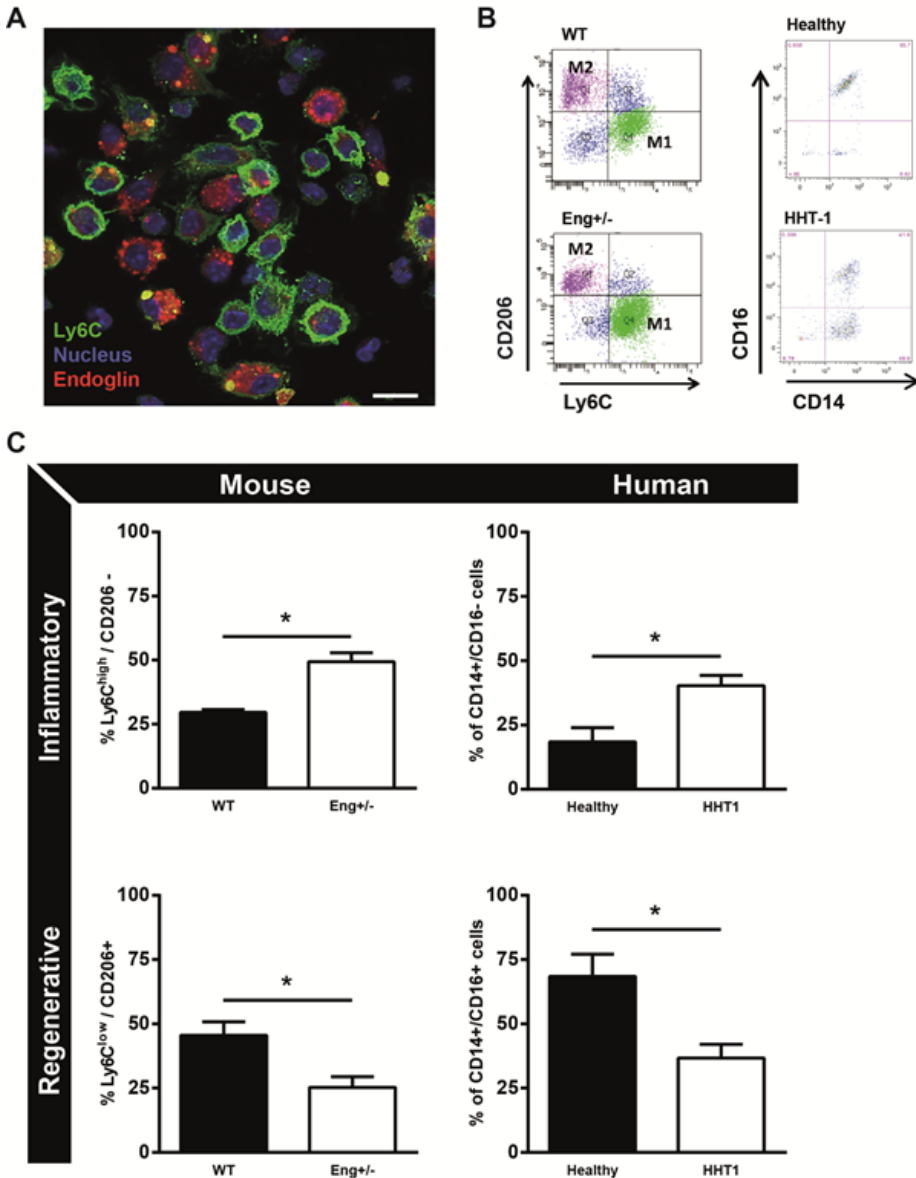 A
Ly6C
Nucleus
Endoglin
B
WT
M2
M1
Eng+/-
M2
M1
CD206
Ly6C
Healthy
HHT-1
CD16
CD14
C
Mouse
Human
Inflammatory
Regenerative
100
75
50
25
0
% Ly6Chigh / CD206 -
*
WT
Eng+/-
100
75
50
25
0
% of CD14+/CD16- cells
*
Healthy
HHT1
100
75
50
25
0
% Ly6Clow / CD206+
*
WT
Eng+/-
100
75
50
25
0
% of CD14+/CD16+ cells
*
Healthy
HHT1